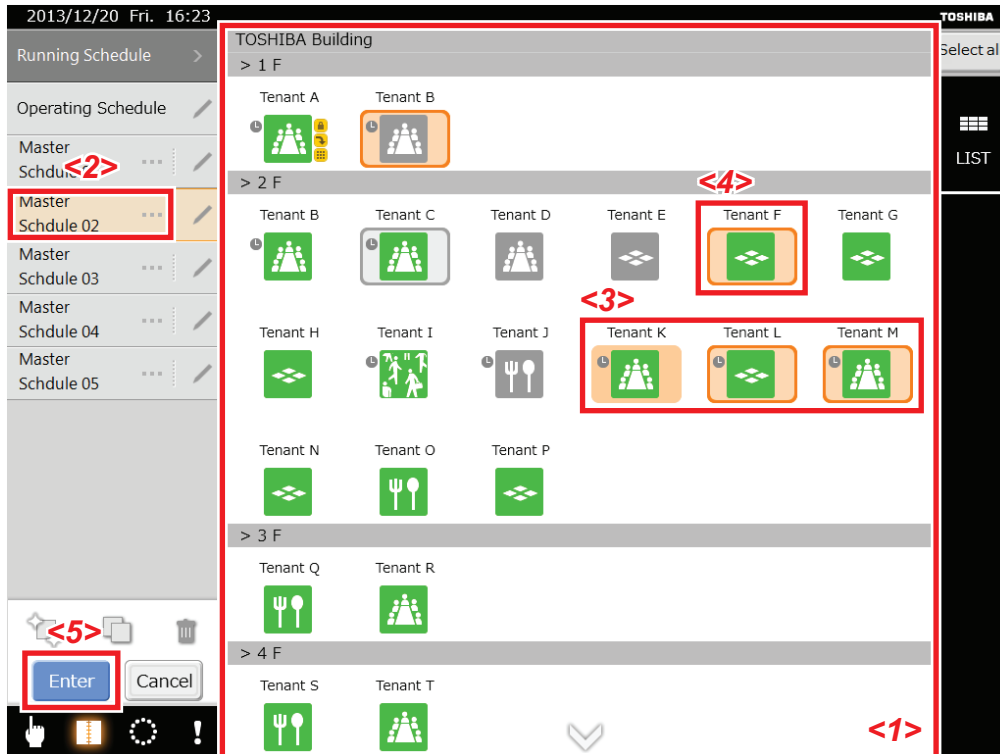 2013/12/20 Fri. 16:23
TOSHIBA
Running Schedule >
TOSHIBA Building
Select al
> 1 F
Operating Schedule
Tenant A Tenant B
LIST
Master
Schdul
<2>
> 2 F
<4>
Master
Schdule 02
Tenant B Tenant C Tenant D Tenant E Tenant F Tenant G
Master
Schdule 03
<3>
Master
Schdule 04
Tenant H Tenant I Tenant J Tenant K Tenant L Tenant M
Master
Schdule 05
Tenant N Tenant O Tenant P
> 3 F
Tenant Q Tenant R
<5>
> 4 F
Enter Cancel
Tenant S Tenant T
<1>